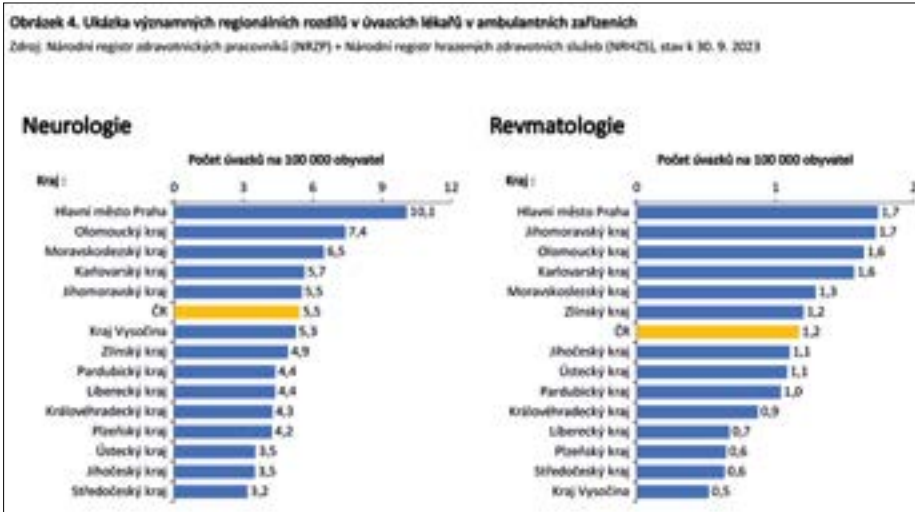 Obrázek 4. Ukázka významných regionálních rozdílů v úvazcích lékařů v ambulantních zařízeních
Zdroj: Národní registr zdravotnických pracovníků (NRZP) + Národní registr hrazených zdravotních služeb (NRHZS), stav k 30. 9. 2023
Neurologie
Počet úvazků na 100 000 obyvatel
Kraj :
0 3 6 9 12
Hlavní město Praha 10,1
Olomoucký kraj 7,4
Moravskoslezský kraj 6,5
Karlovarský kraj 5,7
Jihomoravský kraj 5,5
ČR 5,5
Kraj Vysočina 5,3
Zlínský kraj 4,9
Pardubický kraj 4,4
Liberecký kraj 4,4
Královéhradecký kraj 4,3
Plzeňský kraj 4,2
Ústecký kraj 3,5
Jihočeský kraj 3,5
Středočeský kraj 3,2
Revmatologie
Počet úvazků na 100 000 obyvatel
Kraj :
0 1 2
Hlavní město Praha 1,7
Jihomoravský kraj 1,7
Olomoucký kraj 1,6
Karlovarský kraj 1,6
Moravskoslezský kraj 1,3
Zlínský kraj 1,2
ČR 1,2
Jihočeský kraj 1,1
Ústecký kraj 1,1
Pardubický kraj 1,0
Královéhradecký kraj 0,9
Liberecký kraj 0,7
Plzeňský kraj 0,6
Středočeský kraj 0,6
Kraj Vysočina 0,5